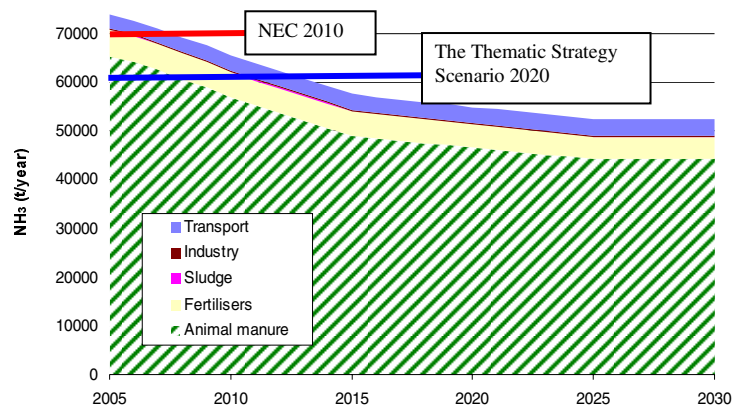 NEC 2010
The Thematic Strategy
Scenario 2020
NH₃ (t/year)
70000
60000
50000
40000
30000
20000
10000
0
Transport
Industry
Sludge
Fertilisers
Animal manure
2005 2010 2015 2020 2025 2030